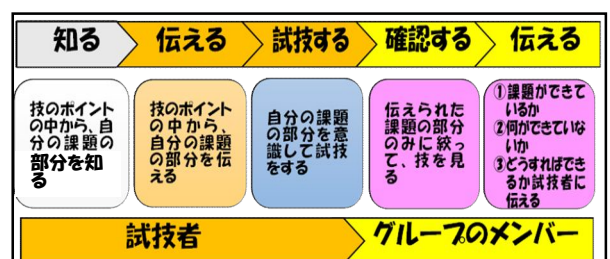 知る
伝える
試技する
確認する
伝える
技のポイント
の中から、自
分の課題の
部分を知
る
技のポイント
の中から、
自分の課題
の部分を伝
える
自分の課題
の部分を意
識して試技
をする
伝えられた
課題の部分
のみに絞っ
て、技を見
る
①課題ができて
いるか
②何ができていな
いか
③どうすればでき
るか試技者に
伝える
試技者
グループのメンバー